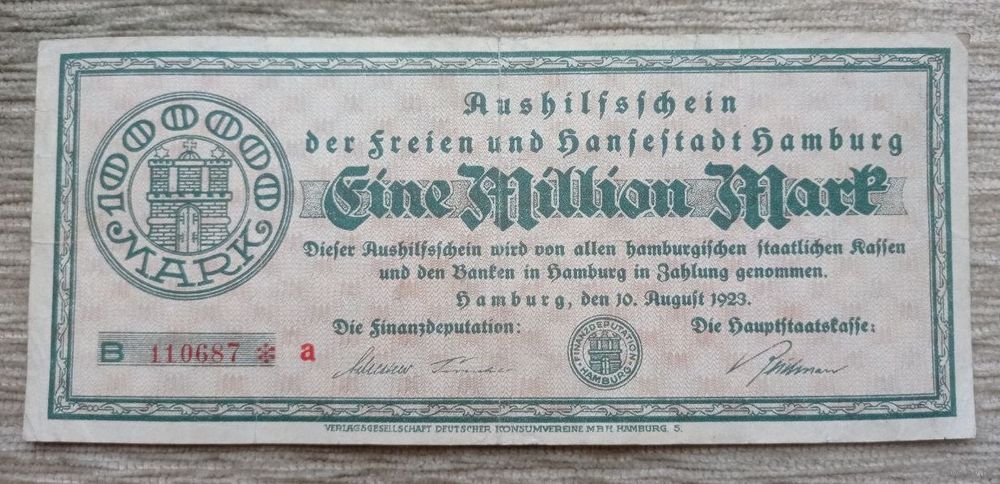 1000000
MARK
Aushilfsschein
der Freien und Hansestadt Hamburg
Eine Million Mark
Dieser Aushilfsschein wird von allen hamburgischen staatlichen Kassen
und den Banken in Hamburg in Zahlung genommen.
Hamburg, den 10. August 1923.
Die Finanzdeputation:
Die Hauptstaatskasse:
B 110687 * a
FINANZDEPUTATION
HAMBURG
VERLAGSGESELLSCHAFT DEUTSCHER KONSUMVEREINE M.B.H. HAMBURG. 5.